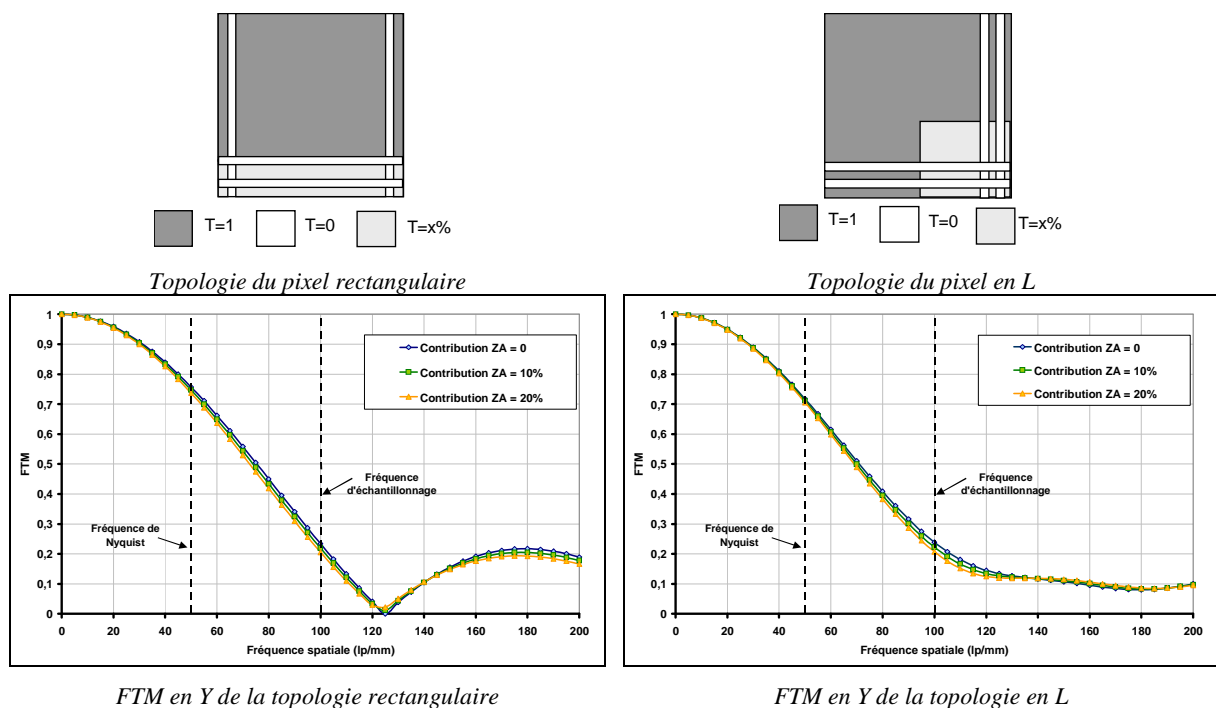 T=1 T=0 T=x%
T=1 T=0 T=x%
Topologie du pixel rectangulaire
Topologie du pixel en L
1
0,9
0,8
0,7
0,6
0,5
0,4
0,3
0,2
0,1
0
FTM
Contribution ZA = 0
Contribution ZA = 10%
Contribution ZA = 20%
Fréquence
d'échantillonnage
Fréquence de
Nyquist
0 20 40 60 80 100 120 140 160 180 200
Fréquence spatiale (lp/mm)
1
0,9
0,8
0,7
0,6
0,5
0,4
0,3
0,2
0,1
0
FTM
Contribution ZA = 0
Contribution ZA = 10%
Contribution ZA = 20%
Fréquence
d'échantillonnage
Fréquence de
Nyquist
0 20 40 60 80 100 120 140 160 180 200
Fréquence spatiale (lp/mm)
FTM en Y de la topologie rectangulaire
FTM en Y de la topologie en L